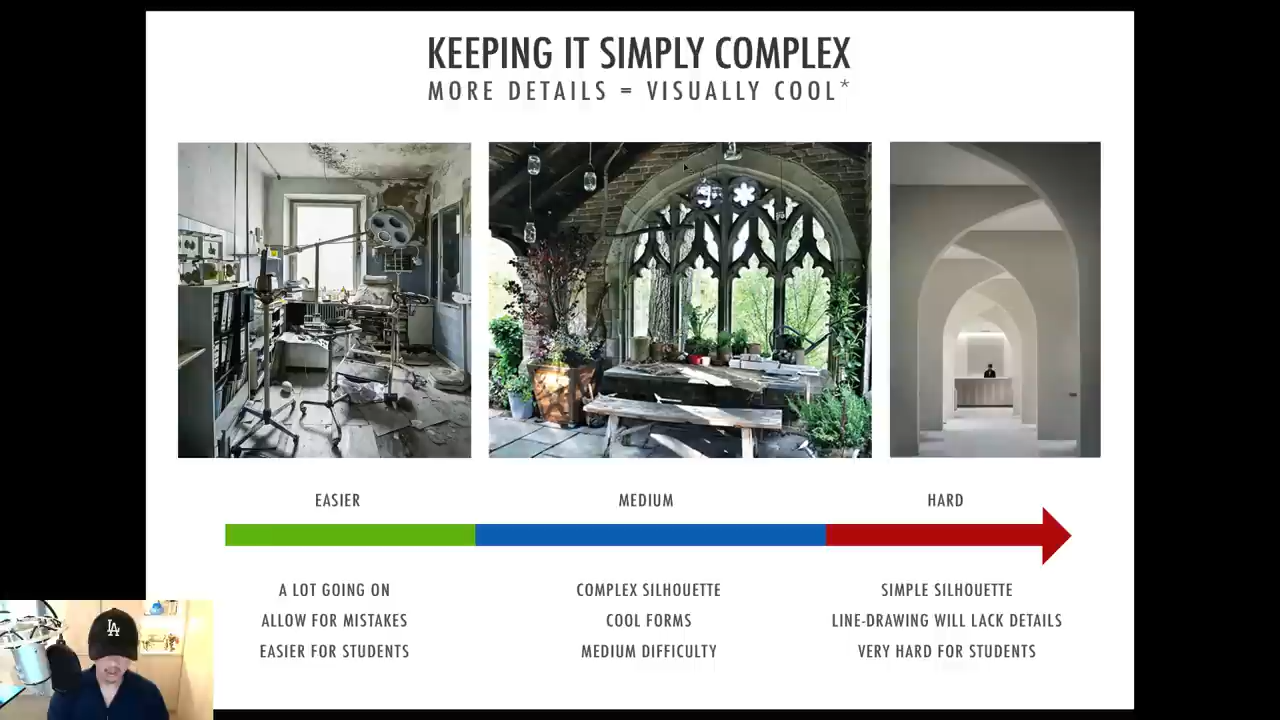 KEEPING IT SIMPLY COMPLEX
MORE DETAILS = VISUALLY COOL*
EASIER
MEDIUM
HARD
A LOT GOING ON
ALLOW FOR MISTAKES
EASIER FOR STUDENTS
COMPLEX SILHOUETTE
COOL FORMS
MEDIUM DIFFICULTY
SIMPLE SILHOUETTE
LINE-DRAWING WILL LACK DETAILS
VERY HARD FOR STUDENTS
LA